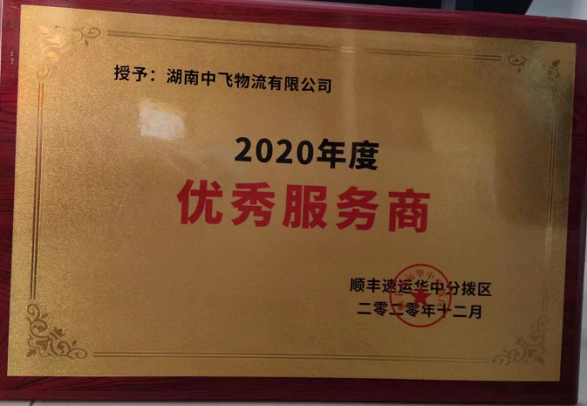 授予：湖南中飞物流有限公司
2020年度
优秀服务商
顺丰速运华中分拨区
二零二零年十二月